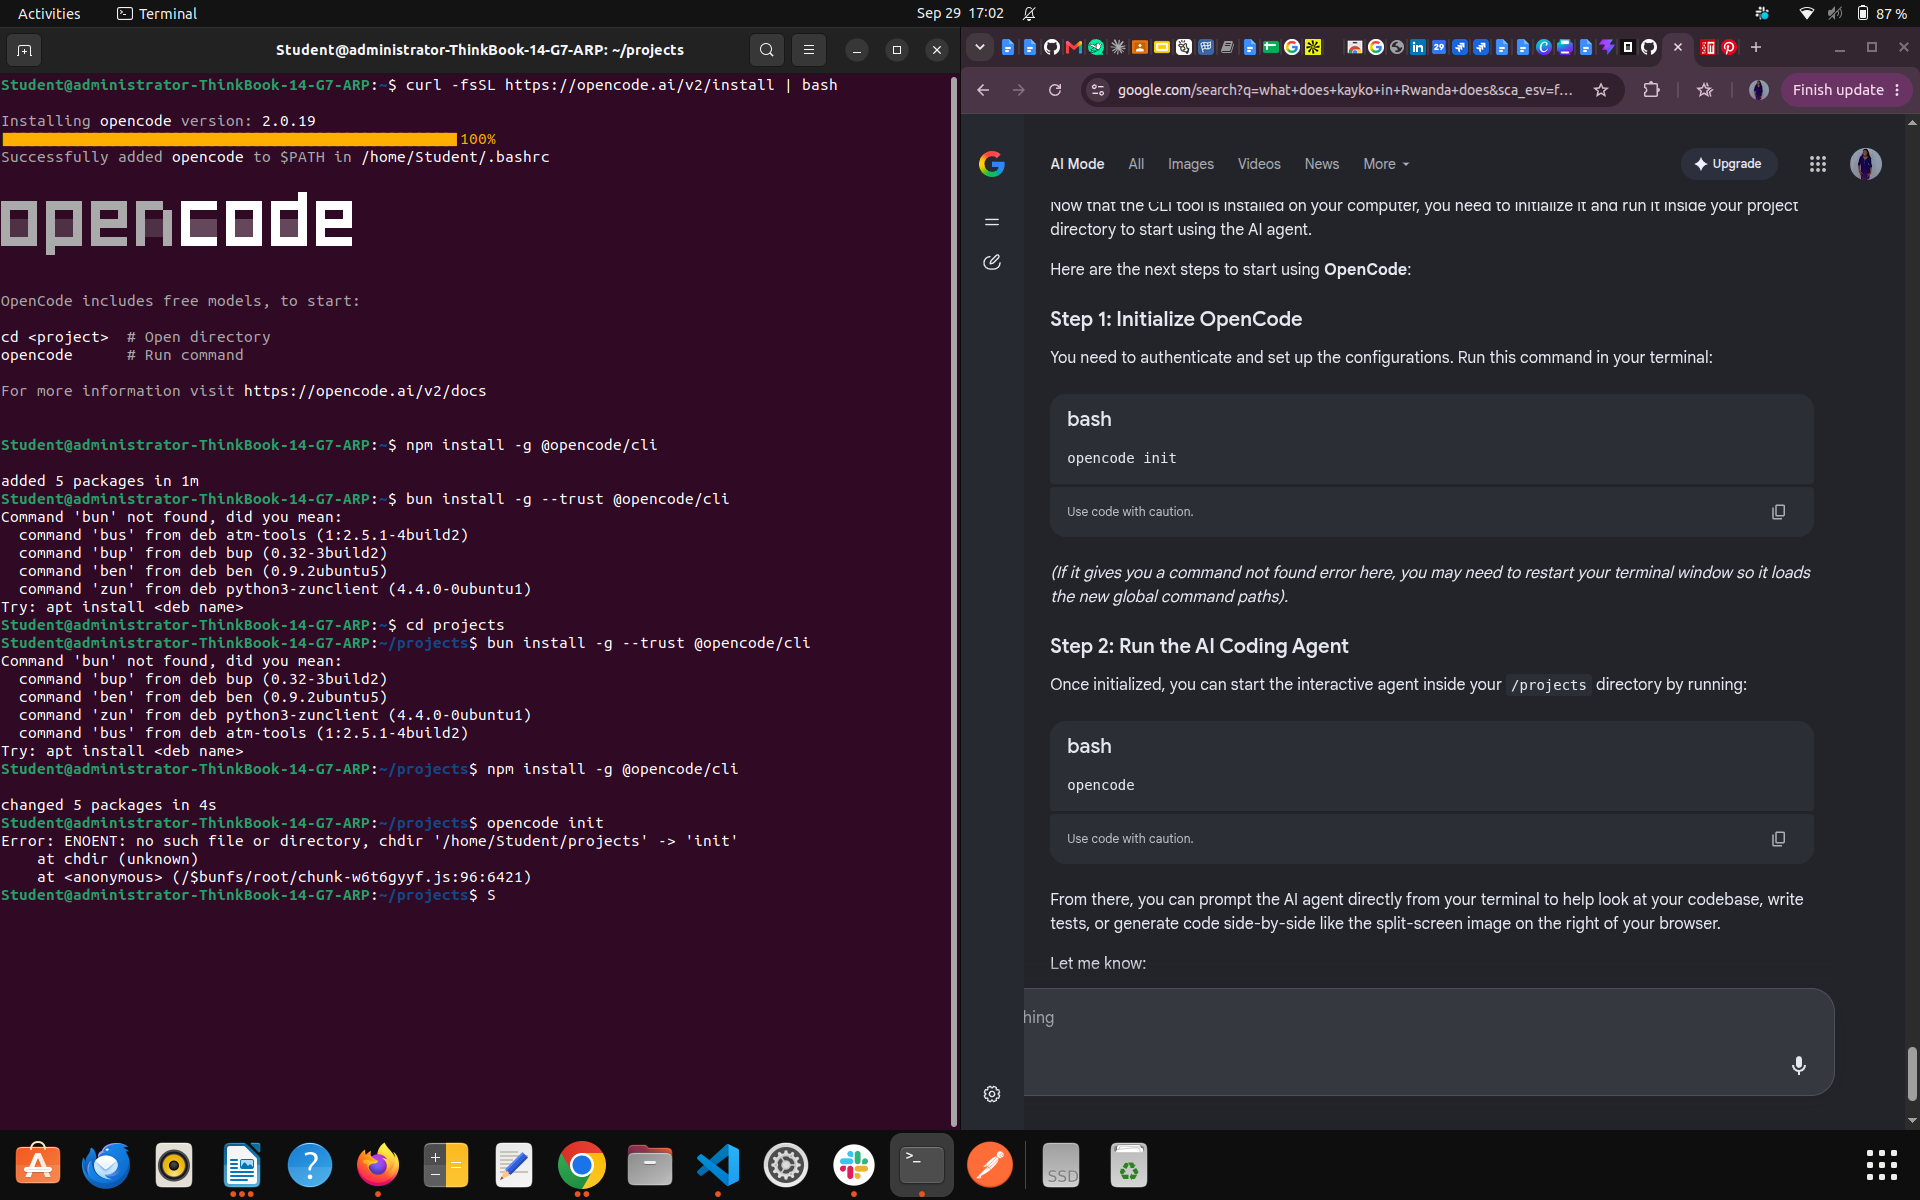 Activities
Terminal
Sep 29 17:02
87 %
Student@administrator-ThinkBook-14-G7-ARP: ~/projects
Student@administrator-ThinkBook-14-G7-ARP:~$ curl -fsSL https://opencode.ai/v2/install | bash
Installing opencode version: 2.0.19
100%
Successfully added opencode to $PATH in /home/Student/.bashrc
opencode
OpenCode includes free models, to start:
cd <project>  # Open directory
opencode      # Run command
For more information visit https://opencode.ai/v2/docs
Student@administrator-ThinkBook-14-G7-ARP:~$ npm install -g @opencode/cli
added 5 packages in 1m
Student@administrator-ThinkBook-14-G7-ARP:~$ bun install -g --trust @opencode/cli
Command 'bun' not found, did you mean:
  command 'bus' from deb atm-tools (1:2.5.1-4build2)
  command 'bup' from deb bup (0.32-3build2)
  command 'ben' from deb ben (0.9.2ubuntu5)
  command 'zun' from deb python3-zunclient (4.4.0-0ubuntu1)
Try: apt install <deb name>
Student@administrator-ThinkBook-14-G7-ARP:~$ cd projects
Student@administrator-ThinkBook-14-G7-ARP:~/projects$ bun install -g --trust @opencode/cli
Command 'bun' not found, did you mean:
  command 'bup' from deb bup (0.32-3build2)
  command 'ben' from deb ben (0.9.2ubuntu5)
  command 'zun' from deb python3-zunclient (4.4.0-0ubuntu1)
  command 'bus' from deb atm-tools (1:2.5.1-4build2)
Try: apt install <deb name>
Student@administrator-ThinkBook-14-G7-ARP:~/projects$ npm install -g @opencode/cli
changed 5 packages in 4s
Student@administrator-ThinkBook-14-G7-ARP:~/projects$ opencode init
Error: ENOENT: no such file or directory, chdir '/home/Student/projects' -> 'init'
    at chdir (unknown)
    at <anonymous> (/$bunfs/root/chunk-w6t6gyyf.js:96:6421)
Student@administrator-ThinkBook-14-G7-ARP:~/projects$ S
google.com/search?q=what+does+kayko+in+Rwanda+does&sca_esv=f...
Finish update
AI Mode
All
Images
Videos
News
More
Upgrade
Now that the CLI tool is installed on your computer, you need to initialize it and run it inside your project
directory to start using the AI agent.
Here are the next steps to start using OpenCode:
Step 1: Initialize OpenCode
You need to authenticate and set up the configurations. Run this command in your terminal:
bash
opencode init
Use code with caution.
(If it gives you a command not found error here, you may need to restart your terminal window so it loads
the new global command paths).
Step 2: Run the AI Coding Agent
Once initialized, you can start the interactive agent inside your /projects directory by running:
bash
opencode
Use code with caution.
From there, you can prompt the AI agent directly from your terminal to help look at your codebase, write
tests, or generate code side-by-side like the split-screen image on the right of your browser.
Let me know:
hing
SSD